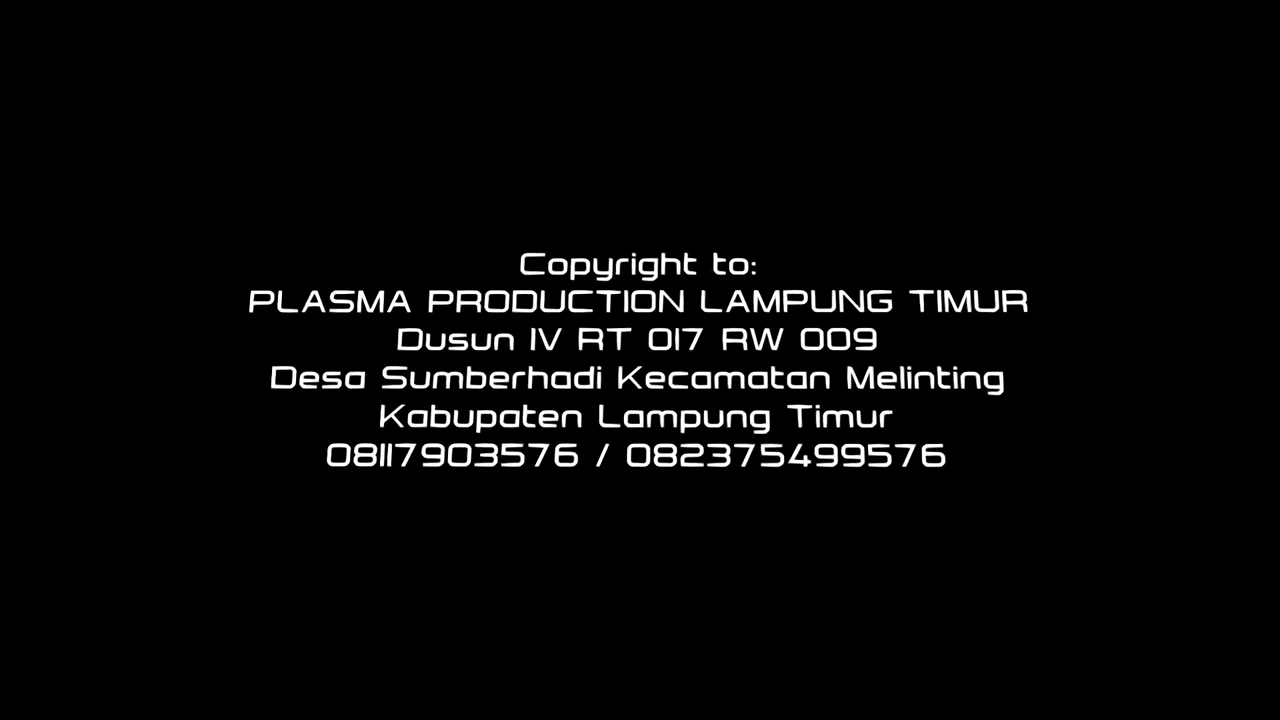 Copyright to:
PLASMA PRODUCTION LAMPUNG TIMUR
Dusun IV RT 017 RW 009
Desa Sumberhadi Kecamatan Melinting
Kabupaten Lampung Timur
08117903576 / 082375499576